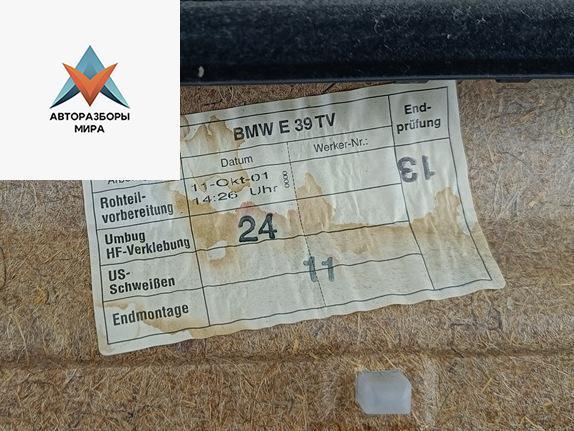 АВТОРАЗБОРЫ
МИРА
BMW E 39 TV
Datum
Werker-Nr.:
End-
prüfung
Rohteil-
vorbereitung
11-Okt-01
14:26 Uhr
13
Umbug
HF-Verklebung
24
US-
Schweißen
11
Endmontage